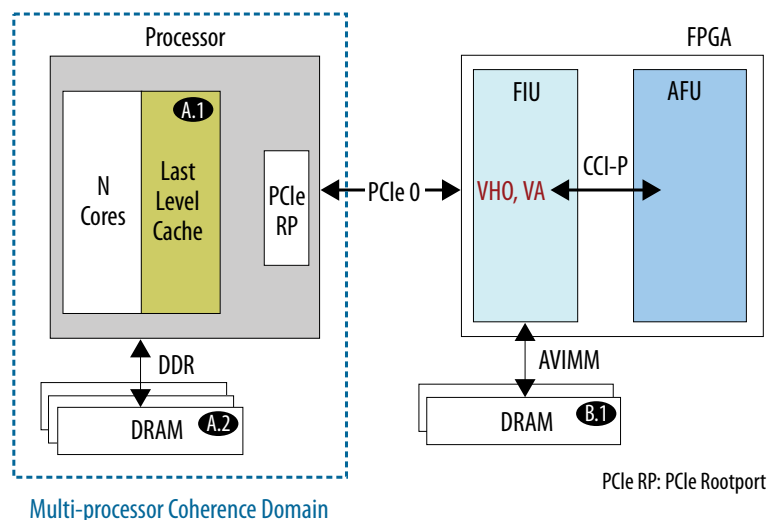 Processor
FPGA
A.1
FIU
AFU
N
Cores
Last
Level
Cache
PCIe
RP
PCIe 0
VH0, VA
CCI-P
DDR
AVIMM
DRAM
A.2
DRAM
B.1
PCIe RP: PCIe Rootport
Multi-processor Coherence Domain